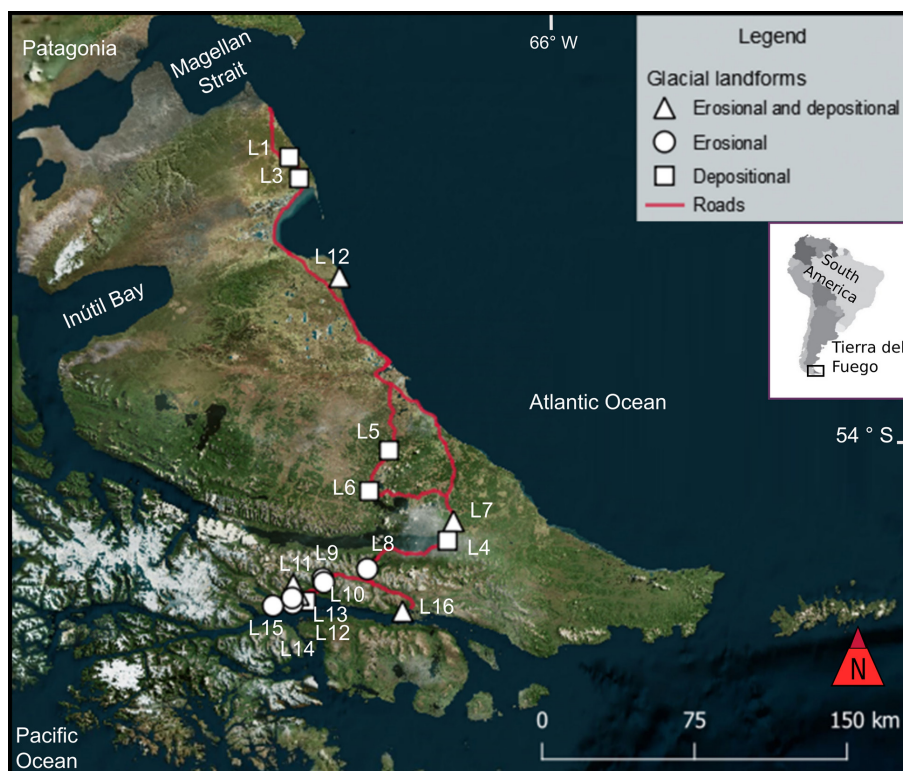 Patagonia
Magellan
Strait
66° W
Legend
Glacial landforms
Erosional and depositional
Erosional
Depositional
Roads
L1
L3
L12
South
America
Tierra del
Fuego
Inútil Bay
Atlantic Ocean
54 ° S
L5
L6
L7
L4
L8
L9
L11
L10
L16
L13
L15
L12
L14
N
0
75
150 km
Pacific
Ocean